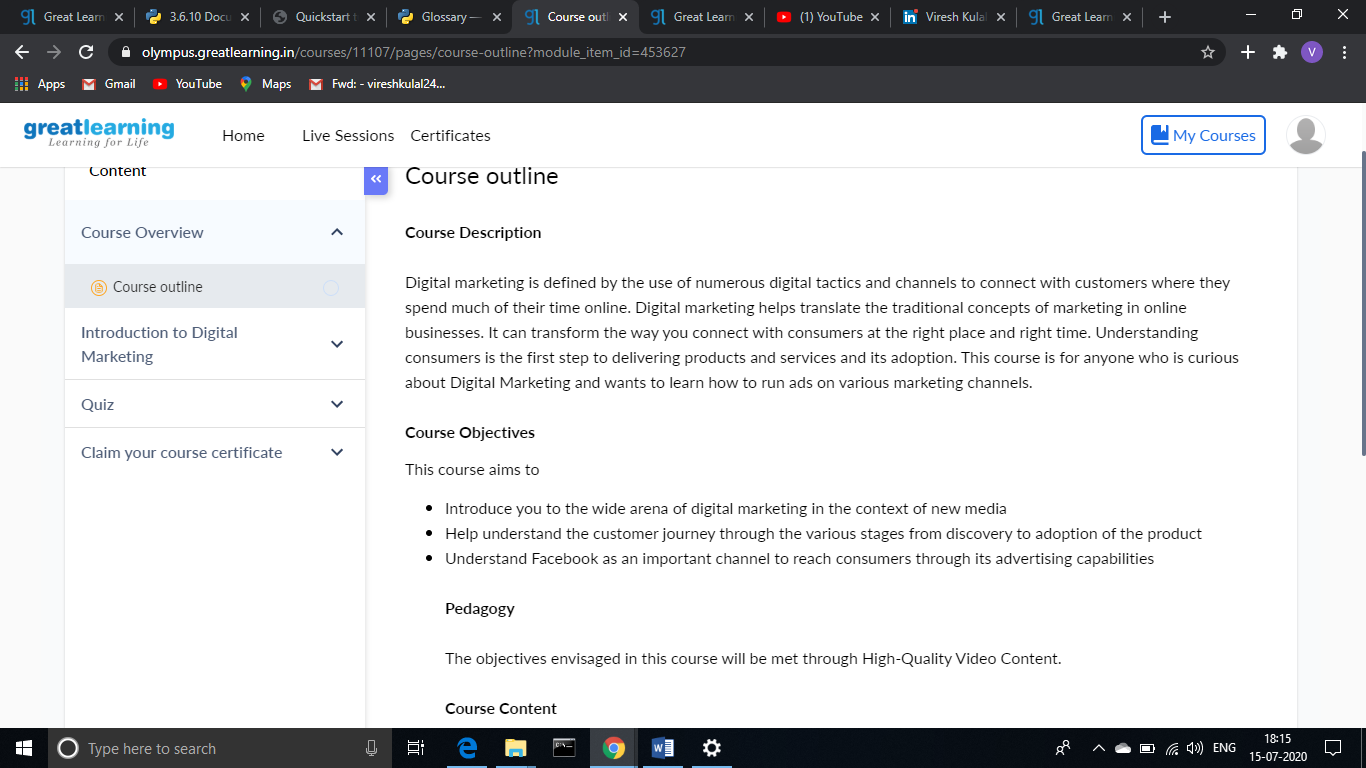 Great Learn
3.6.10 Docu
Quickstart t
Glossary —
Course outl
Great Learn
(1) YouTube
Viresh Kulal
Great Learn
olympus.greatlearning.in/courses/11107/pages/course-outline?module_item_id=453627
V
Apps
Gmail
YouTube
Maps
Fwd: - vireshkulal24...
greatlearning
Learning for Life
Home
Live Sessions
Certificates
My Courses
Content
Course Overview
Course outline
Introduction to Digital
Marketing
Quiz
Claim your course certificate
Course outline
Course Description
Digital marketing is defined by the use of numerous digital tactics and channels to connect with customers where they
spend much of their time online. Digital marketing helps translate the traditional concepts of marketing in online
businesses. It can transform the way you connect with consumers at the right place and right time. Understanding
consumers is the first step to delivering products and services and its adoption. This course is for anyone who is curious
about Digital Marketing and wants to learn how to run ads on various marketing channels.
Course Objectives
This course aims to
• Introduce you to the wide arena of digital marketing in the context of new media
• Help understand the customer journey through the various stages from discovery to adoption of the product
• Understand Facebook as an important channel to reach consumers through its advertising capabilities
Pedagogy
The objectives envisaged in this course will be met through High-Quality Video Content.
Course Content
Type here to search
ENG
18:15
15-07-2020